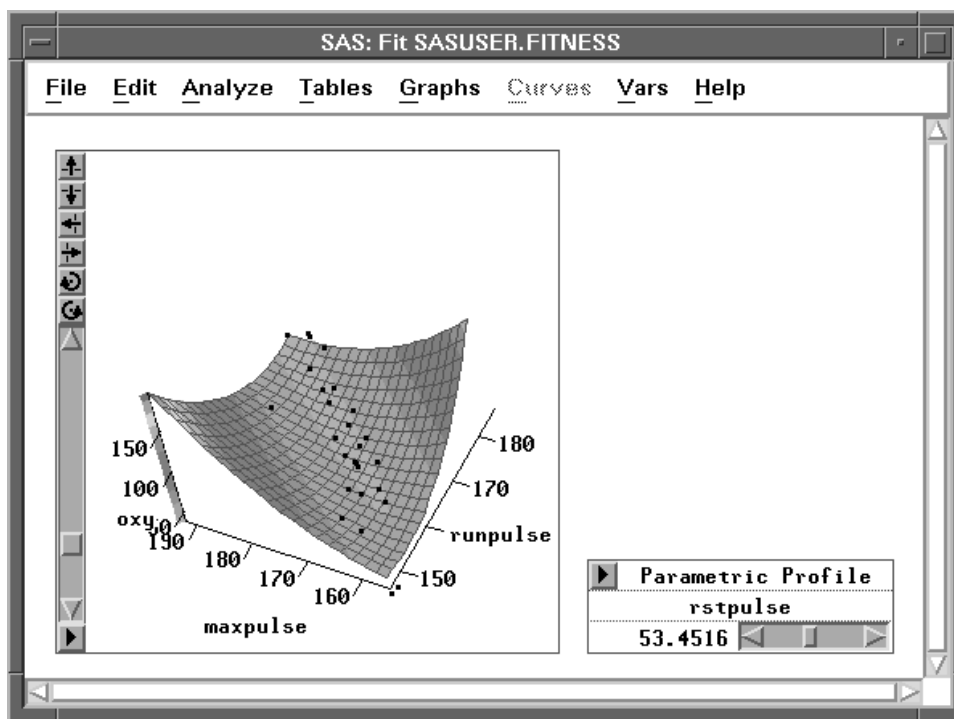 SAS: Fit SASUSER.FITNESS
File Edit Analyze Tables Graphs Curves Vars Help
150
100
50
oxy
190
180
170
160
maxpulse
180
170
runpulse
150
Parametric Profile
rstpulse
53.4516